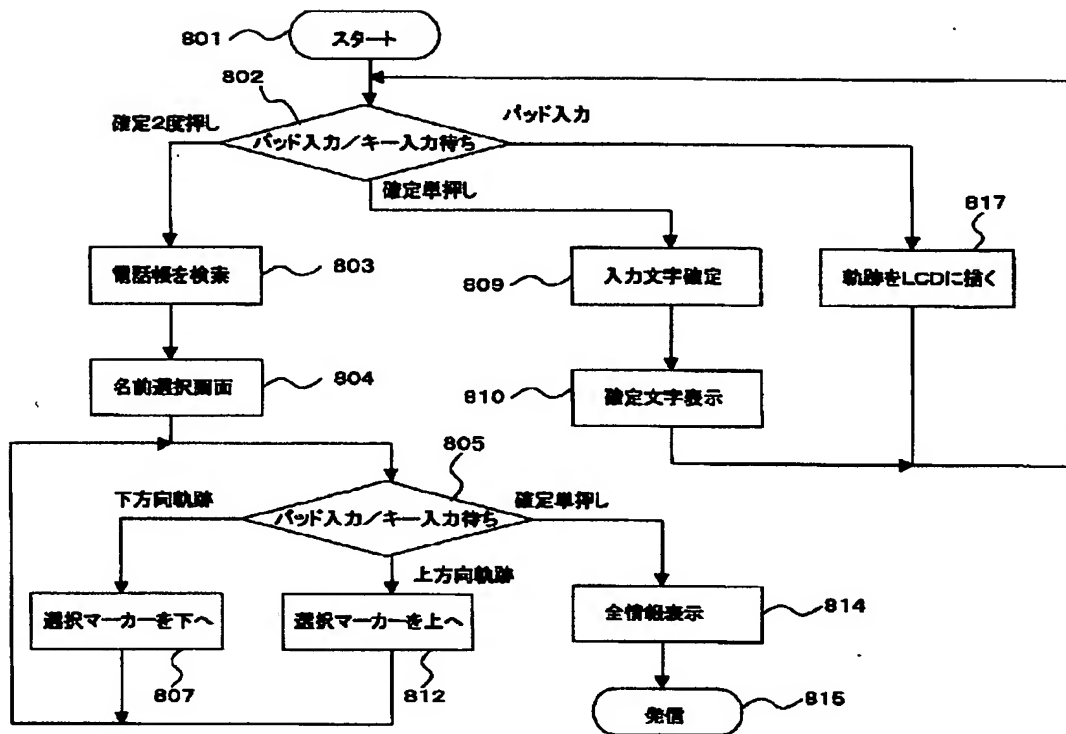 801
スタート
802
確定2度押し
パッド入力
パッド入力／キー入力待ち
確定単押し
817
電話帳を検索
803
809
入力文字確定
軌跡をLCDに描く
名前選択画面
804
810
確定文字表示
805
下方向軌跡
確定単押し
パッド入力／キー入力待ち
上方向軌跡
選択マーカーを下へ
選択マーカーを上へ
全情報表示
814
807
812
発信
815